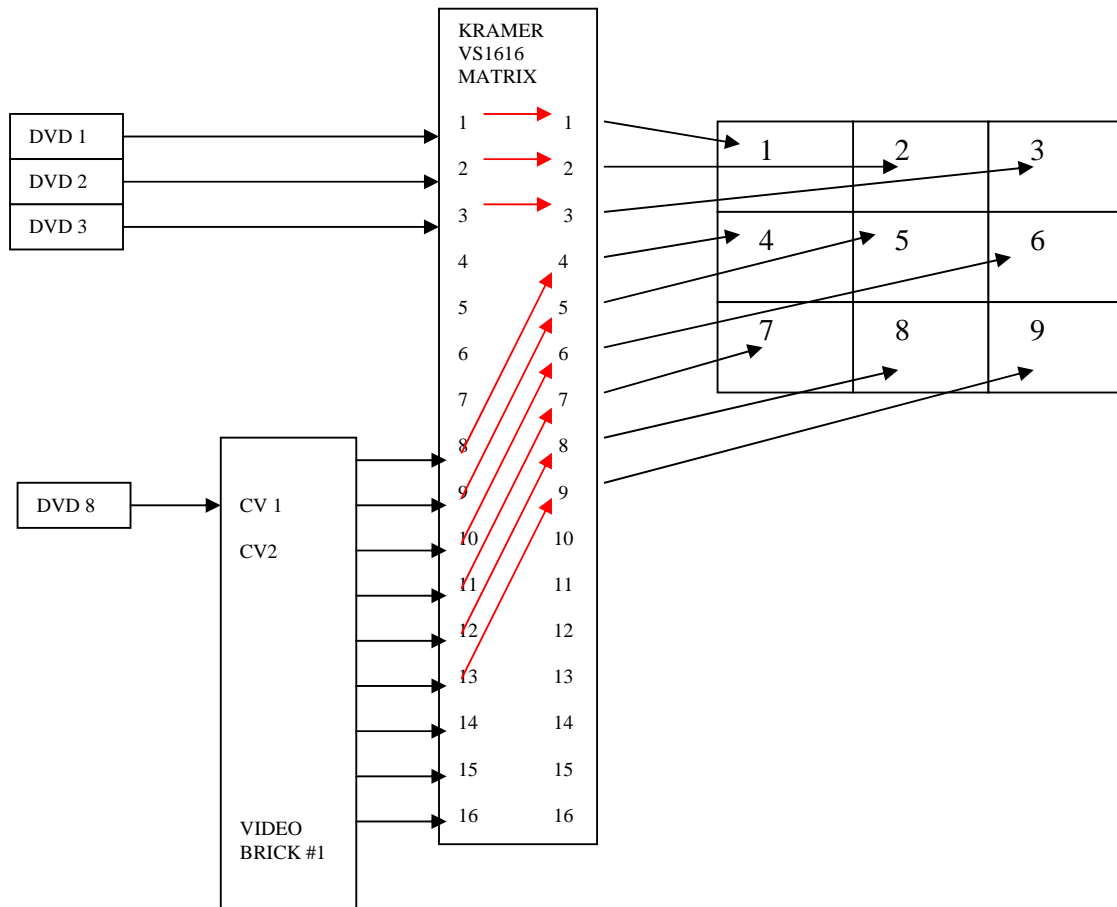 KRAMER
VS1616
MATRIX
DVD 1
DVD 2
DVD 3
DVD 8
CV 1
CV2
VIDEO
BRICK #1
1 1
2 2
3 3
4 4
5 5
6 6
7 7
8 8
9 9
10 10
11 11
12 12
13 13
14 14
15 15
16 16
1 2 3
4 5 6
7 8 9